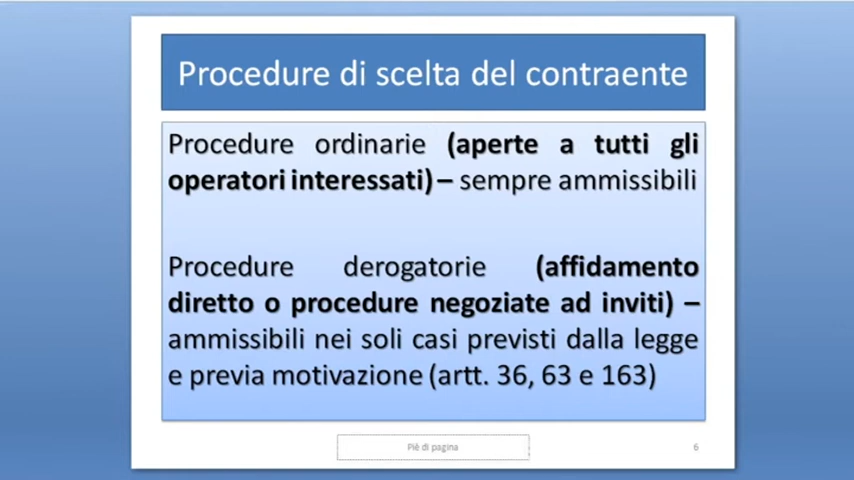 Procedure di scelta del contraente
Procedure ordinarie (aperte a tutti gli
operatori interessati) – sempre ammissibili
Procedure derogatorie (affidamento
diretto o procedure negoziate ad inviti) –
ammissibili nei soli casi previsti dalla legge
e previa motivazione (artt. 36, 63 e 163)
Piè di pagina
6